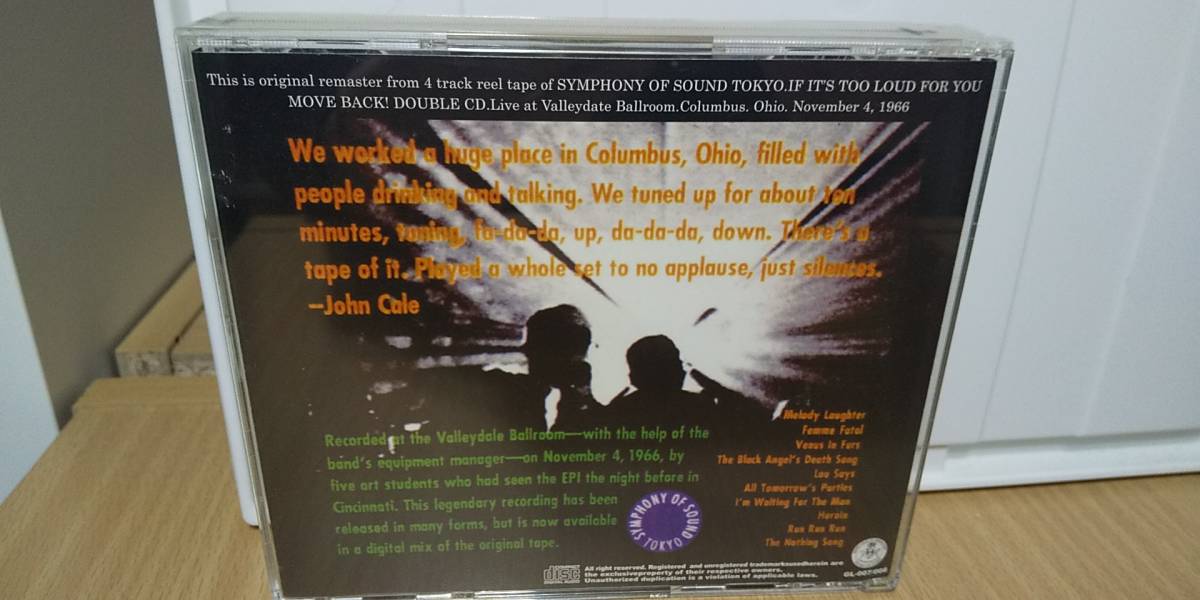 This is original remaster from 4 track reel tape of SYMPHONY OF SOUND TOKYO.IF IT'S TOO LOUD FOR YOU
MOVE BACK! DOUBLE CD.Live at Valleydate Ballroom.Columbus. Ohio. November 4, 1966
We worked a huge place in Columbus, Ohio, filled with
people drinking and talking. We tuned up for about ten
minutes, tuning, fa-da-da, up, da-da-da, down. There's a
tape of it. Played a whole set to no applause, just silences.
—John Cale
Recorded at the Valleydale Ballroom—with the help of the
band's equipment manager—on November 4, 1966, by
five art students who had seen the EPI the night before in
Cincinnati. This legendary recording has been
released in many forms, but is now available
in a digital mix of the original tape.
SYMPHONY OF SOUND
TOKYO
Melody Laughter
Femme Fatal
Venus in Furs
The Black Angel's Death Song
Lou Says
All Tomorrow's Parties
I'm Waiting For The Man
Heroin
Run Run Run
The Nothing Song
COMPACT
disc
DIGITAL AUDIO
All right reserved. Registered and unregistered trademarksoundherein are
the exclusiveproperty of their respective owners.
Unauthorized duplication is a violation of applicable laws.
GL-007/008